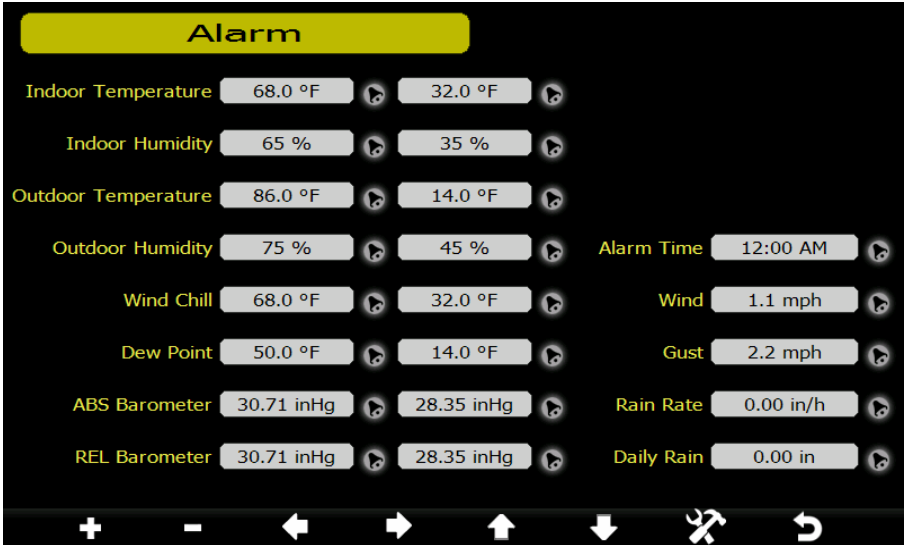 Alarm
Indoor Temperature 68.0 °F 32.0 °F
Indoor Humidity 65 % 35 %
Outdoor Temperature 86.0 °F 14.0 °F
Outdoor Humidity 75 % 45 % Alarm Time 12:00 AM
Wind Chill 68.0 °F 32.0 °F Wind 1.1 mph
Dew Point 50.0 °F 14.0 °F Gust 2.2 mph
ABS Barometer 30.71 inHg 28.35 inHg Rain Rate 0.00 in/h
REL Barometer 30.71 inHg 28.35 inHg Daily Rain 0.00 in